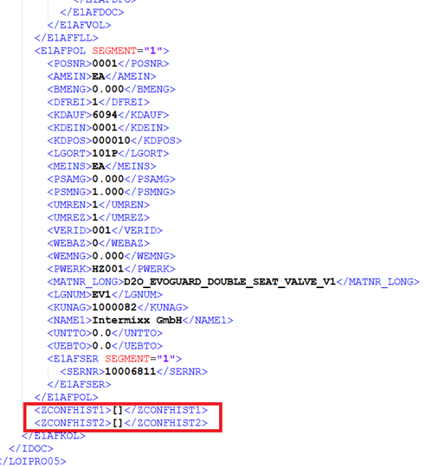 </E1AFDOC>
</E1AFVOL>
</E1AFFLL>
<E1AFPOL SEGMENT="1">
<POSNR>0001</POSNR>
<AMEIN>EA</AMEIN>
<BMENG>0.000</BMENG>
<DFREI>1</DFREI>
<KDAUF>6094</KDAUF>
<KDEIN>0001</KDEIN>
<KDPOS>000010</KDPOS>
<LGORT>101P</LGORT>
<MEINS>EA</MEINS>
<PSAMG>0.000</PSAMG>
<PSMNG>1.000</PSMNG>
<UMREN>1</UMREN>
<UMREZ>1</UMREZ>
<VERID>001</VERID>
<WEBAZ>0</WEBAZ>
<WEMNG>0.000</WEMNG>
<PWERK>HZ001</PWERK>
<MATNR_LONG>D2O_EVOGUARD_DOUBLE_SEAT_VALVE_V1</MATNR_LONG>
<LGNUM>EV1</LGNUM>
<KUNAG>1000082</KUNAG>
<NAME1>Intermixx GmbH</NAME1>
<UNTTO>0.0</UNTTO>
<UEBTO>0.0</UEBTO>
<E1AFSER SEGMENT="1">
<SERNR>10006811</SERNR>
</E1AFSER>
</E1AFPOL>
<ZCONFHIST1>[]</ZCONFHIST1>
<ZCONFHIST2>[]</ZCONFHIST2>
</E1AFKOL>
</IDOC>
</LOIPRO05>